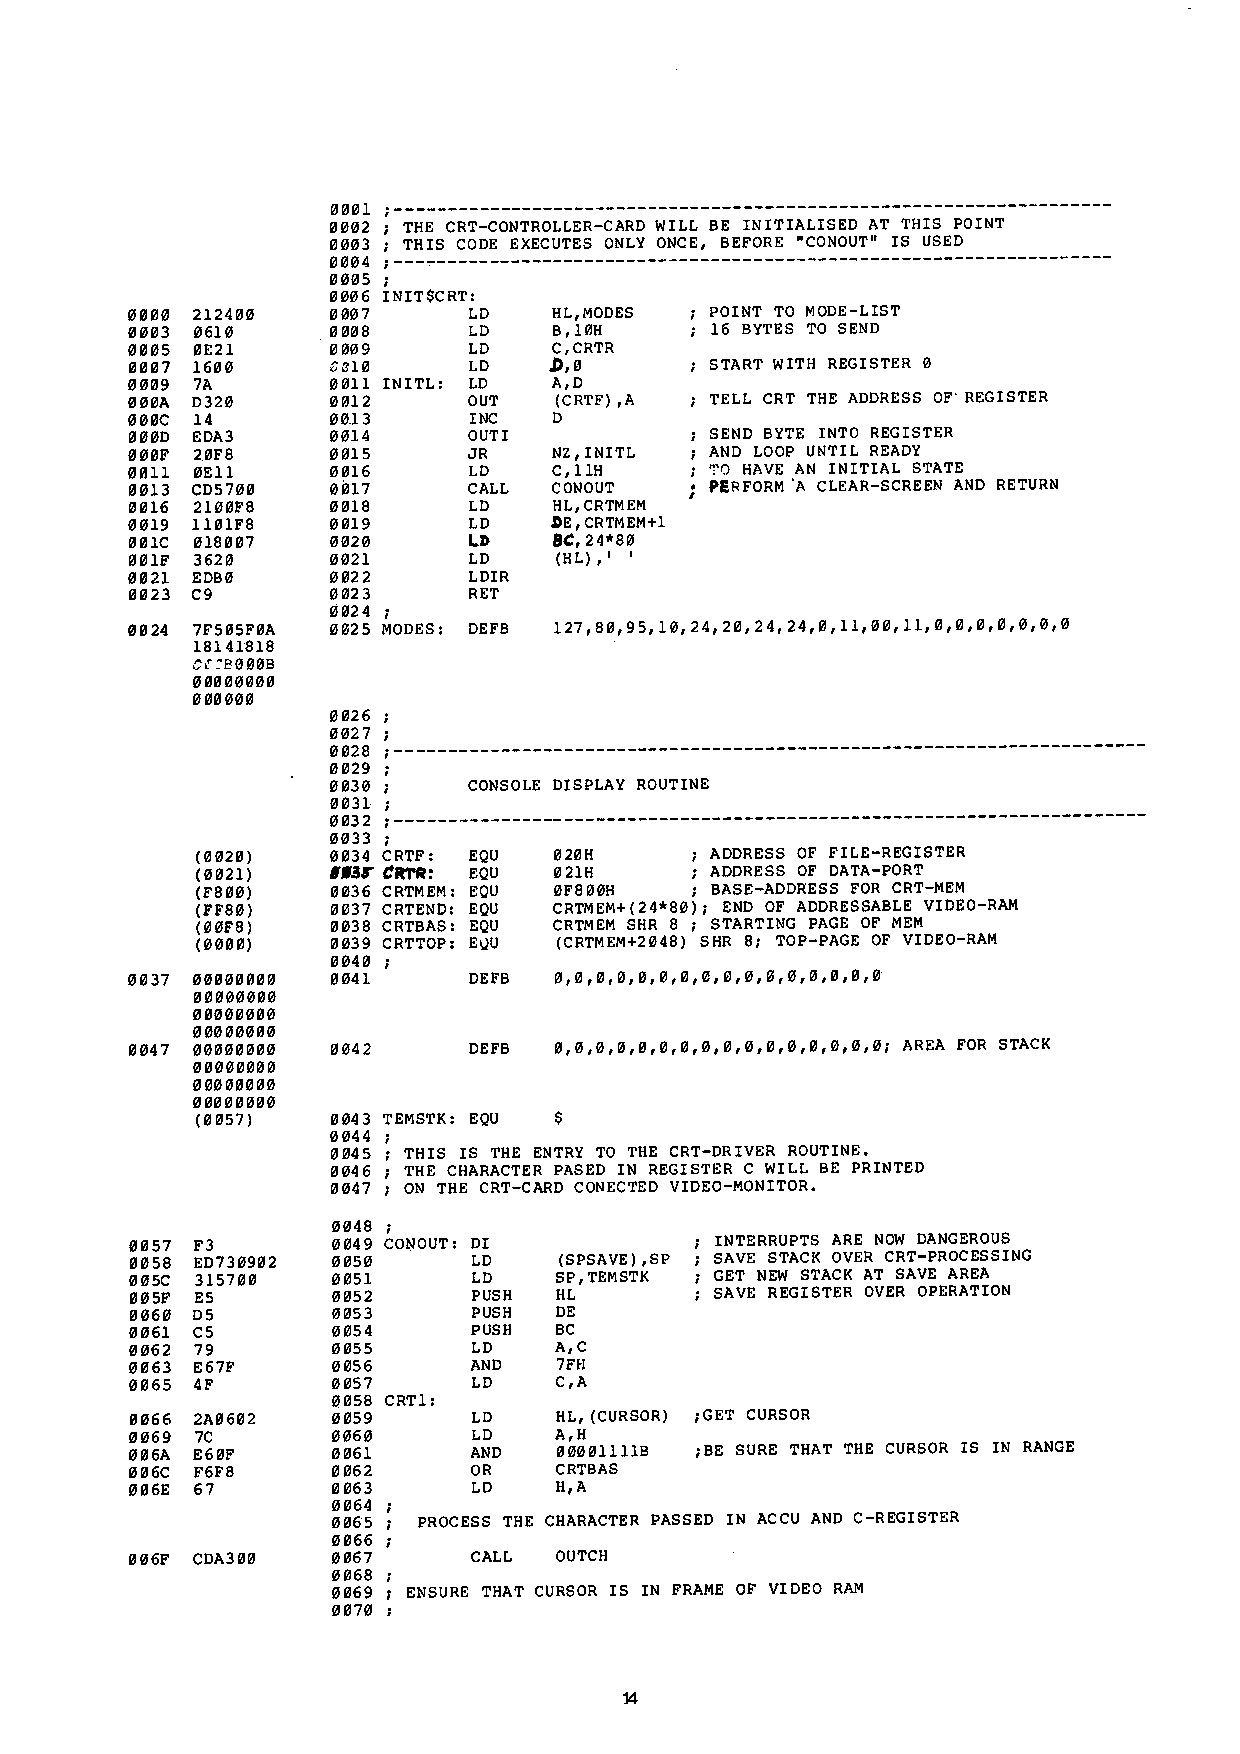 0001 ;--------------------------------------------------------------------
                   0002 ; THE CRT-CONTROLLER-CARD WILL BE INITIALISED AT THIS POINT
                   0003 ; THIS CODE EXECUTES ONLY ONCE, BEFORE "CONOUT" IS USED
                   0004 ;--------------------------------------------------------------------
                   0005 ;
                   0006 INIT$CRT:
0000  212400       0007         LD      HL,MODES     ; POINT TO MODE-LIST
0003  0610         0008         LD      B,10H        ; 16 BYTES TO SEND
0005  0E21         0009         LD      C,CRTR
0007  1600         0010         LD      D,0          ; START WITH REGISTER 0
0009  7A           0011 INITL:  LD      A,D
000A  D320         0012         OUT     (CRTF),A     ; TELL CRT THE ADDRESS OF REGISTER
000C  14           0013         INC     D
000D  EDA3         0014         OUTI                 ; SEND BYTE INTO REGISTER
000F  20F8         0015         JR      NZ,INITL     ; AND LOOP UNTIL READY
0011  0E11         0016         LD      C,11H        ; TO HAVE AN INITIAL STATE
0013  CD5700       0017         CALL    CONOUT       ; PERFORM A CLEAR-SCREEN AND RETURN
0016  2100F8       0018         LD      HL,CRTMEM
0019  1101F8       0019         LD      DE,CRTMEM+1
001C  018007       0020         LD      BC,24*80
001F  3620         0021         LD      (HL),' '
0021  EDB0         0022         LDIR
0023  C9           0023         RET
                   0024 ;
0024  7F505F0A     0025 MODES:  DEFB    127,80,95,10,24,20,24,24,0,11,00,11,0,0,0,0,0,0,0
      18141818
      B000B
      00000000
      000000
                   0026 ;
                   0027 ;
                   0028 ;-----------------------------------------------------------------------
                   0029 ;
                   0030 ;       CONSOLE DISPLAY ROUTINE
                   0031 ;
                   0032 ;-----------------------------------------------------------------------
                   0033 ;
      (0020)       0034 CRTF:   EQU     020H         ; ADDRESS OF FILE-REGISTER
      (0021)       0035 CRTR:   EQU     021H         ; ADDRESS OF DATA-PORT
      (F800)       0036 CRTMEM: EQU     0F800H       ; BASE-ADDRESS FOR CRT-MEM
      (FF80)       0037 CRTEND: EQU     CRTMEM+(24*80); END OF ADDRESSABLE VIDEO-RAM
      (00F8)       0038 CRTBAS: EQU     CRTMEM SHR 8 ; STARTING PAGE OF MEM
      (0000)       0039 CRTTOP: EQU     (CRTMEM+2048) SHR 8; TOP-PAGE OF VIDEO-RAM
                   0040 ;
0037  00000000     0041         DEFB    0,0,0,0,0,0,0,0,0,0,0,0,0,0,0,0
      00000000
      00000000
      00000000
0047  00000000     0042         DEFB    0,0,0,0,0,0,0,0,0,0,0,0,0,0,0,0; AREA FOR STACK
      00000000
      00000000
      00000000
      (0057)       0043 TEMSTK: EQU     $
                   0044 ;
                   0045 ; THIS IS THE ENTRY TO THE CRT-DRIVER ROUTINE.
                   0046 ; THE CHARACTER PASED IN REGISTER C WILL BE PRINTED
                   0047 ; ON THE CRT-CARD CONECTED VIDEO-MONITOR.
                   0048 ;
0057  F3           0049 CONOUT: DI                   ; INTERRUPTS ARE NOW DANGEROUS
0058  ED730902     0050         LD      (SPSAVE),SP  ; SAVE STACK OVER CRT-PROCESSING
005C  315700       0051         LD      SP,TEMSTK    ; GET NEW STACK AT SAVE AREA
005F  E5           0052         PUSH    HL           ; SAVE REGISTER OVER OPERATION
0060  D5           0053         PUSH    DE
0061  C5           0054         PUSH    BC
0062  79           0055         LD      A,C
0063  E67F         0056         AND     7FH
0065  4F           0057         LD      C,A
                   0058 CRT1:
0066  2A0602       0059         LD      HL,(CURSOR)  ;GET CURSOR
0069  7C           0060         LD      A,H
006A  E60F         0061         AND     00001111B    ;BE SURE THAT THE CURSOR IS IN RANGE
006C  F6F8         0062         OR      CRTBAS
006E  67           0063         LD      H,A
                   0064 ;
                   0065 ;  PROCESS THE CHARACTER PASSED IN ACCU AND C-REGISTER
                   0066 ;
006F  CDA300       0067         CALL    OUTCH
                   0068 ;
                   0069 ; ENSURE THAT CURSOR IS IN FRAME OF VIDEO RAM
                   0070 ;
14